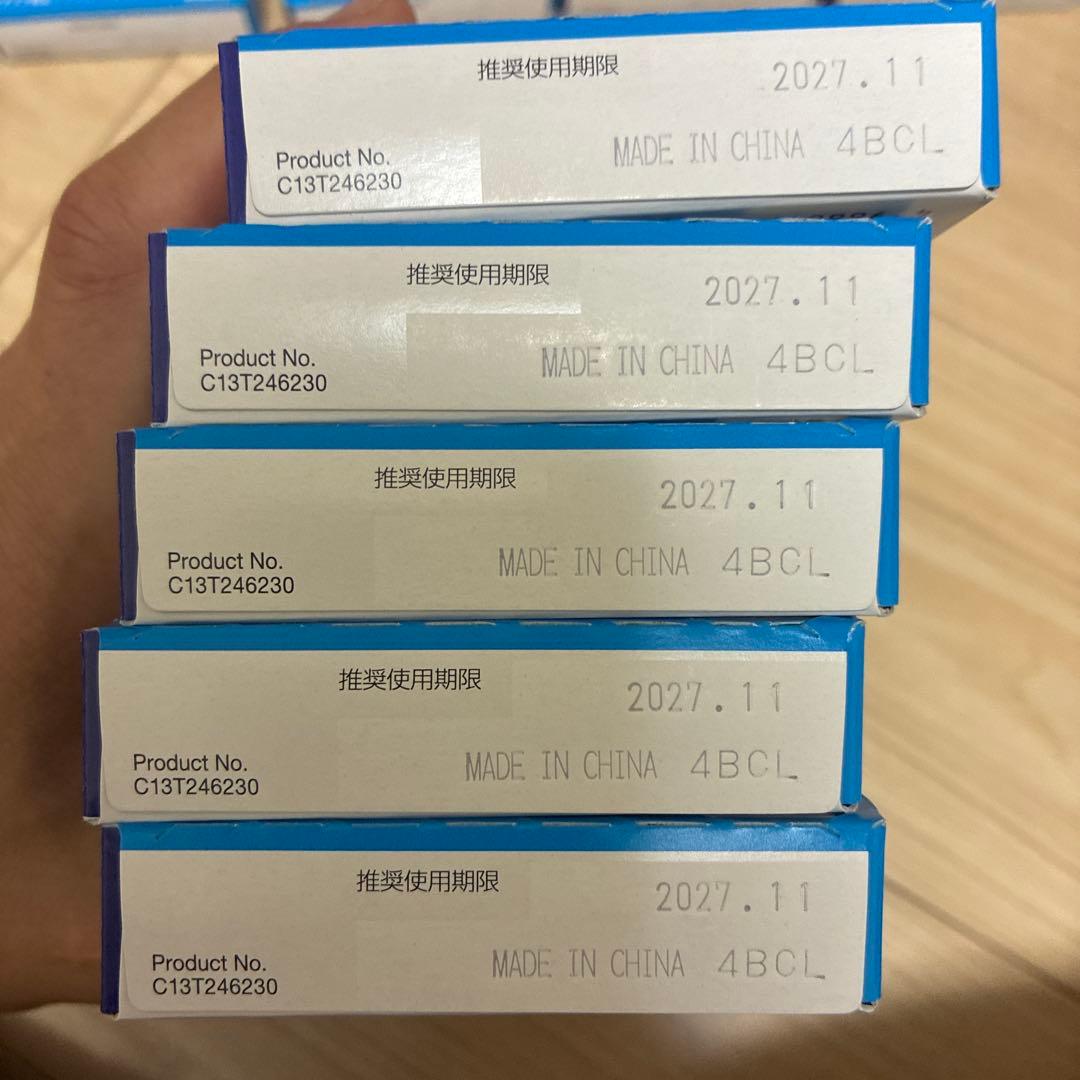 推奨使用期限
2027.11
MADE IN CHINA 4BCL
Product No.
C13T246230
推奨使用期限
2027.11
MADE IN CHINA 4BCL
Product No.
C13T246230
推奨使用期限
2027.11
MADE IN CHINA 4BCL
Product No.
C13T246230
推奨使用期限
2027.11
MADE IN CHINA 4BCL
Product No.
C13T246230
推奨使用期限
2027.11
MADE IN CHINA 4BCL
Product No.
C13T246230